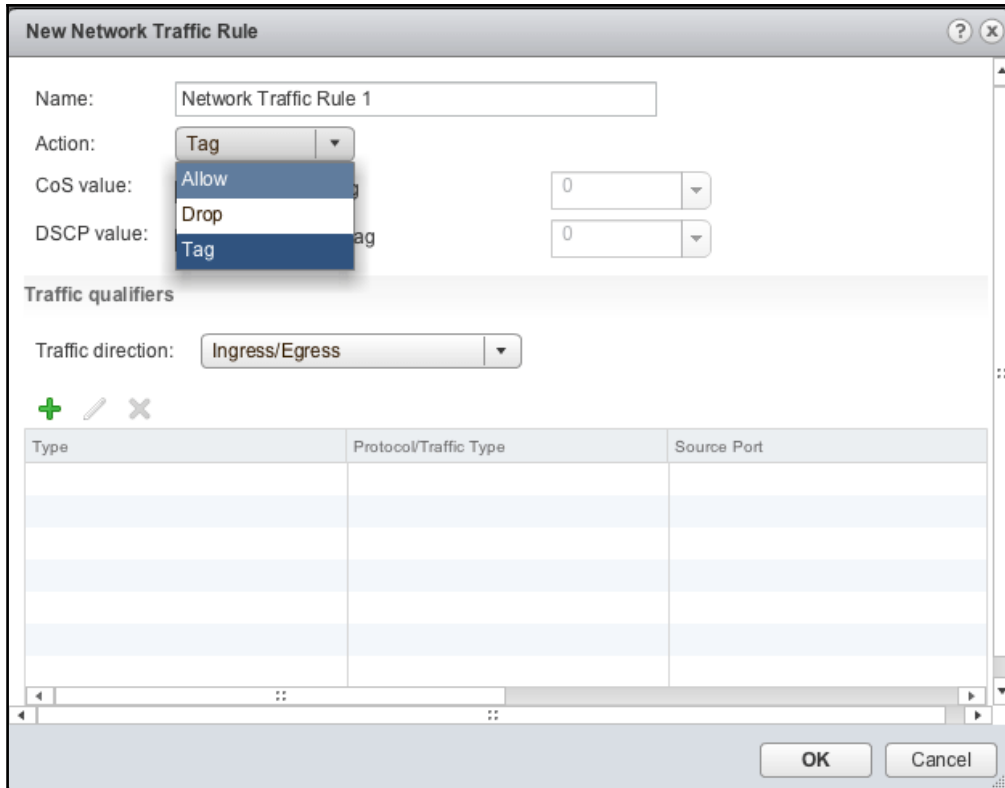 New Network Traffic Rule
Name: Network Traffic Rule 1
Action: Tag
Allow
CoS value: 0
Drop
DSCP value: ag 0
Tag
Traffic qualifiers
Traffic direction: Ingress/Egress
Type Protocol/Traffic Type Source Port
OK Cancel